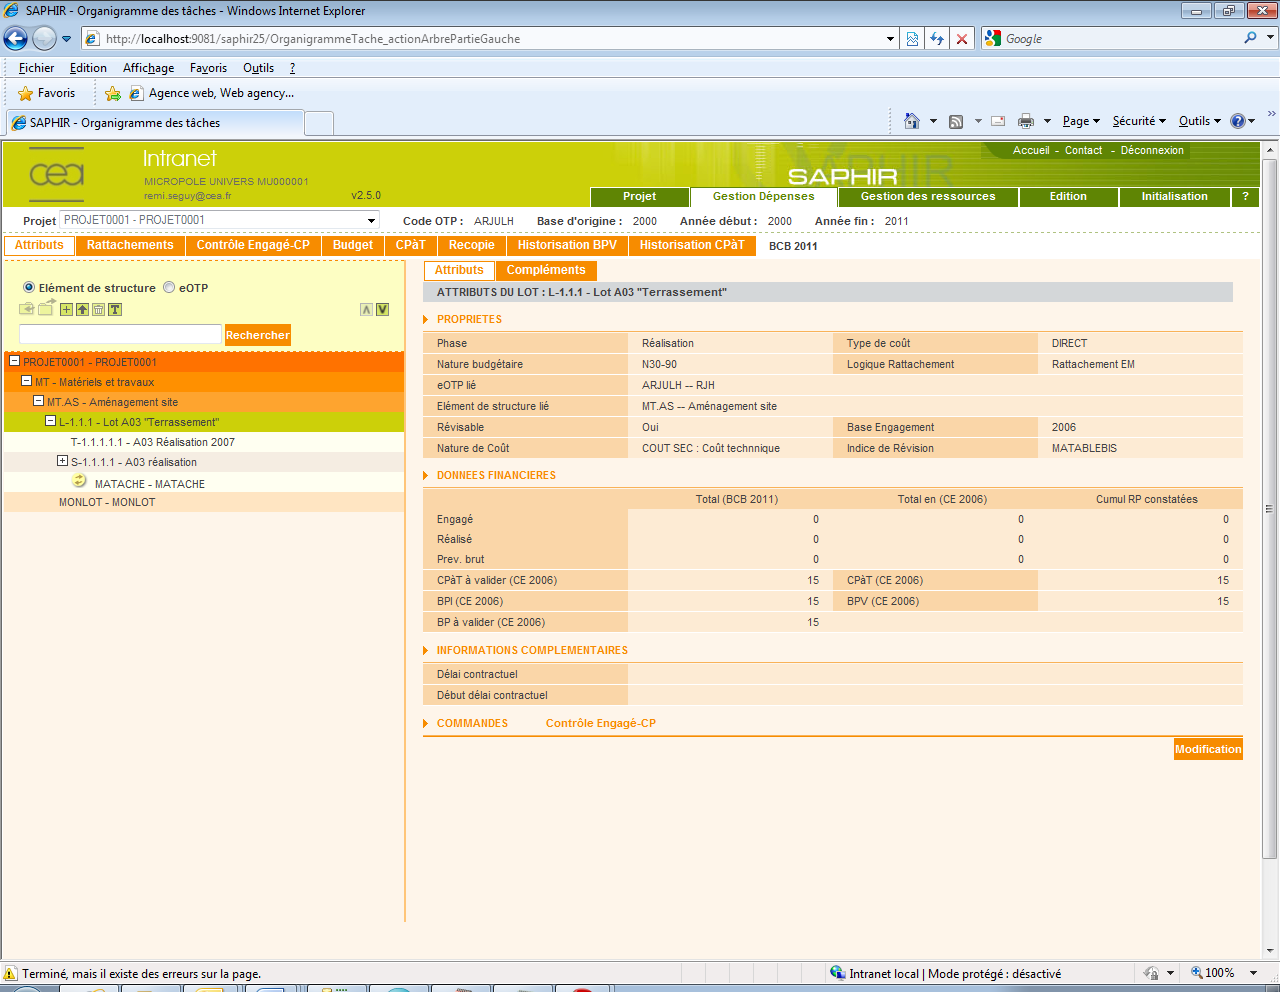 SAPHIR - Organigramme des tâches - Windows Internet Explorer
http://localhost:9081/saphir25/OrganigrammeTache_actionArbrePartieGauche
Google
Fichier Edition Affichage Favoris Outils ?
Favoris Agence web, Web agency...
SAPHIR - Organigramme des tâches
Page Sécurité Outils
cea
Intranet
MICROPOLE UNIVERS MU000001
remi.seguy@cea.fr
v2.5.0
SAPHIR
Accueil - Contact - Déconnexion
Projet Gestion Dépenses Gestion des ressources Edition Initialisation ?
Projet PROJET0001 - PROJET0001 Code OTP : ARJULH Base d'origine : 2000 Année début : 2000 Année fin : 2011
Attributs Rattachements Contrôle Engagé-CP Budget CPàT Recopie Historisation BPV Historisation CPàT BCB 2011
Elément de structure eOTP
Rechercher
PROJET0001 - PROJET0001
MT - Matériels et travaux
MT.AS - Aménagement site
L-1.1.1 - Lot A03 "Terrassement"
T-1.1.1.1.1 - A03 Réalisation 2007
S-1.1.1.1 - A03 réalisation
MATACHE - MATACHE
MONLOT - MONLOT
Attributs Compléments
ATTRIBUTS DU LOT : L-1.1.1 - Lot A03 "Terrassement"
PROPRIETES
Phase Réalisation Type de coût DIRECT
Nature budgétaire N30-90 Logique Rattachement Rattachement EM
eOTP lié ARJULH -- RJH
Elément de structure lié MT.AS -- Aménagement site
Révisable Oui Base Engagement 2006
Nature de Coût COUT SEC : Coût technnique Indice de Révision MATABLEBIS
DONNEES FINANCIERES
Total (BCB 2011) Total en (CE 2006) Cumul RP constatées
Engagé 0 0 0
Réalisé 0 0 0
Prev. brut 0 0 0
CPàT à valider (CE 2006) 15 CPàT (CE 2006) 15
BPI (CE 2006) 15 BPV (CE 2006) 15
BP à valider (CE 2006) 15
INFORMATIONS COMPLEMENTAIRES
Délai contractuel
Début délai contractuel
COMMANDES Contrôle Engagé-CP
Modification
Terminé, mais il existe des erreurs sur la page. Intranet local | Mode protégé : désactivé 100%